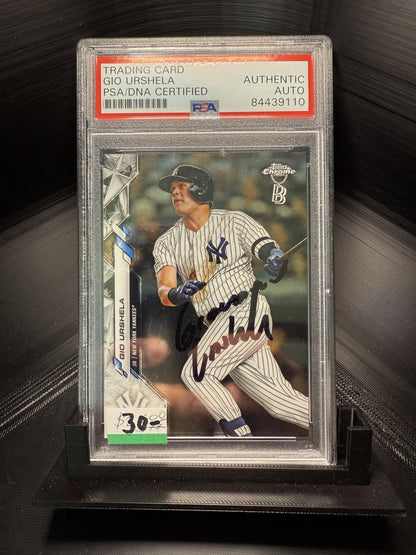 TRADING CARD
GIO URSHELA
PSA/DNA CERTIFIED
AUTHENTIC
AUTO
84439110
PSA
Topps
Chrome
B
NY
GIO URSHELA
3B | NEW YORK YANKEES®
$30-